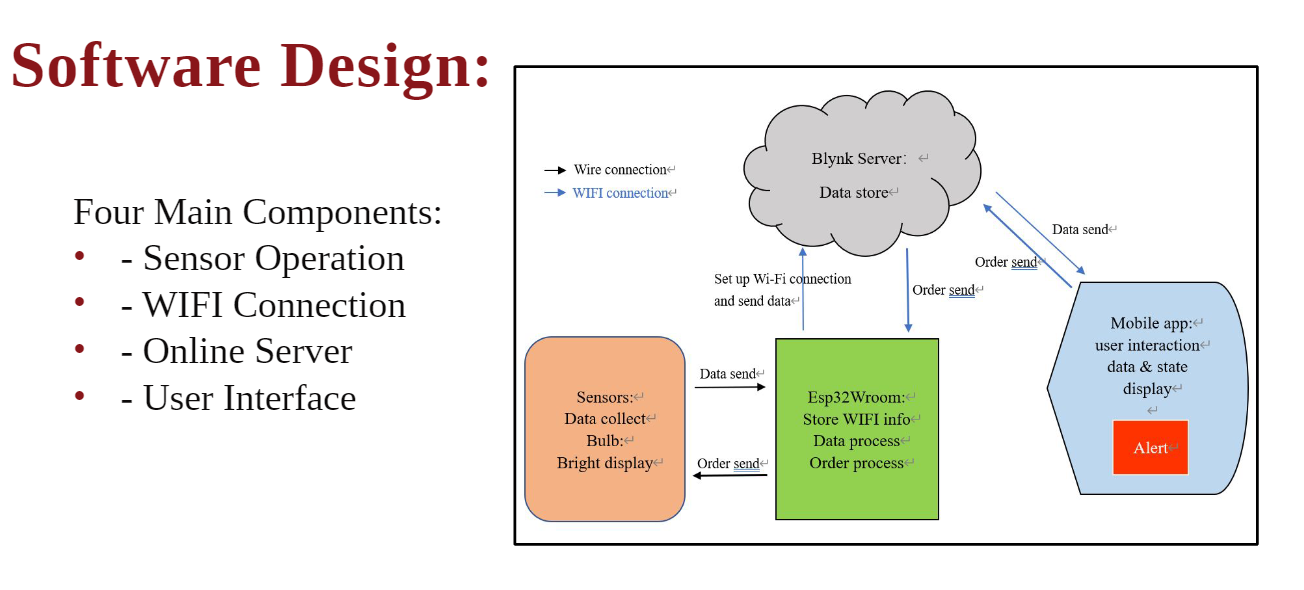 Software Design:
Four Main Components:
• - Sensor Operation
• - WIFI Connection
• - Online Server
• - User Interface
Wire connection↵
WIFI connection↵
Blynk Server: ↵
Data store↵
Data send↵
Order send↵
Set up Wi-Fi connection
and send data↵
Order send↵
Sensors:↵
Data collect↵
Bulb:↵
Bright display↵
Data send↵
Order send↵
Esp32Wroom:↵
Store WIFI info↵
Data process↵
Order process↵
Mobile app:↵
user interaction↵
data & state
display↵
↵
Alert↵